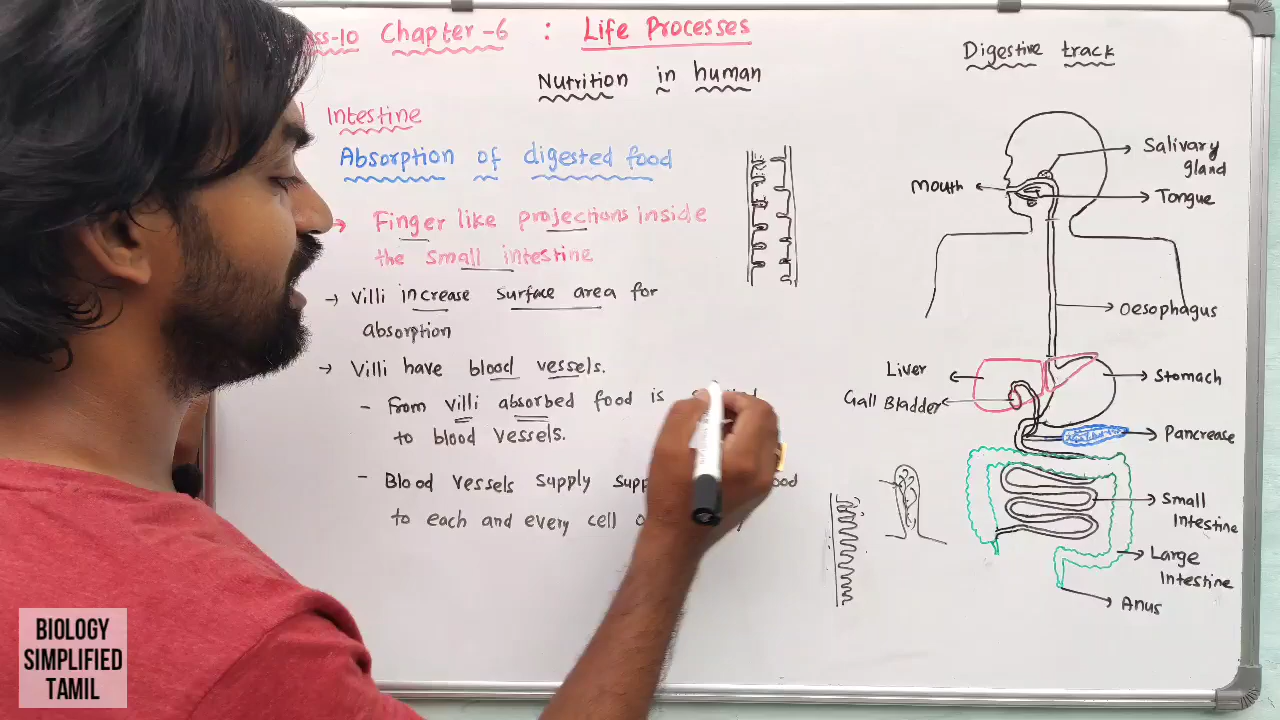 ss-10 Chapter-6 : Life Processes
Nutrition in human
Intestine
Absorption of digested food
→ Finger like projections inside
the small intestine
→ Villi increase surface area for
absorption
→ Villi have blood vessels.
- From villi absorbed food is
to blood vessels.
- Blood vessels supply
to each and every cell
Digestive track
Salivary
gland
Mouth
Tongue
Oesophagus
Liver
Stomach
Gall Bladder
Pancrease
Small
Intestine
Large
Intestine
Anus
BIOLOGY
SIMPLIFIED
TAMIL